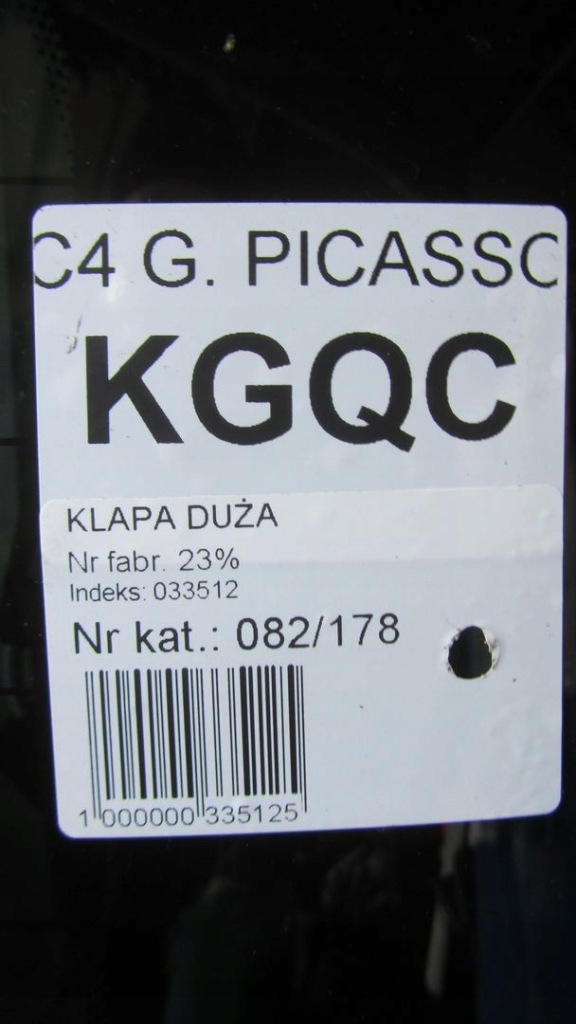 C4 G. PICASSO
KGQC
KLAPA DUŻA
Nr fabr. 23%
Indeks: 033512
Nr kat.: 082/178
1 000000 335125